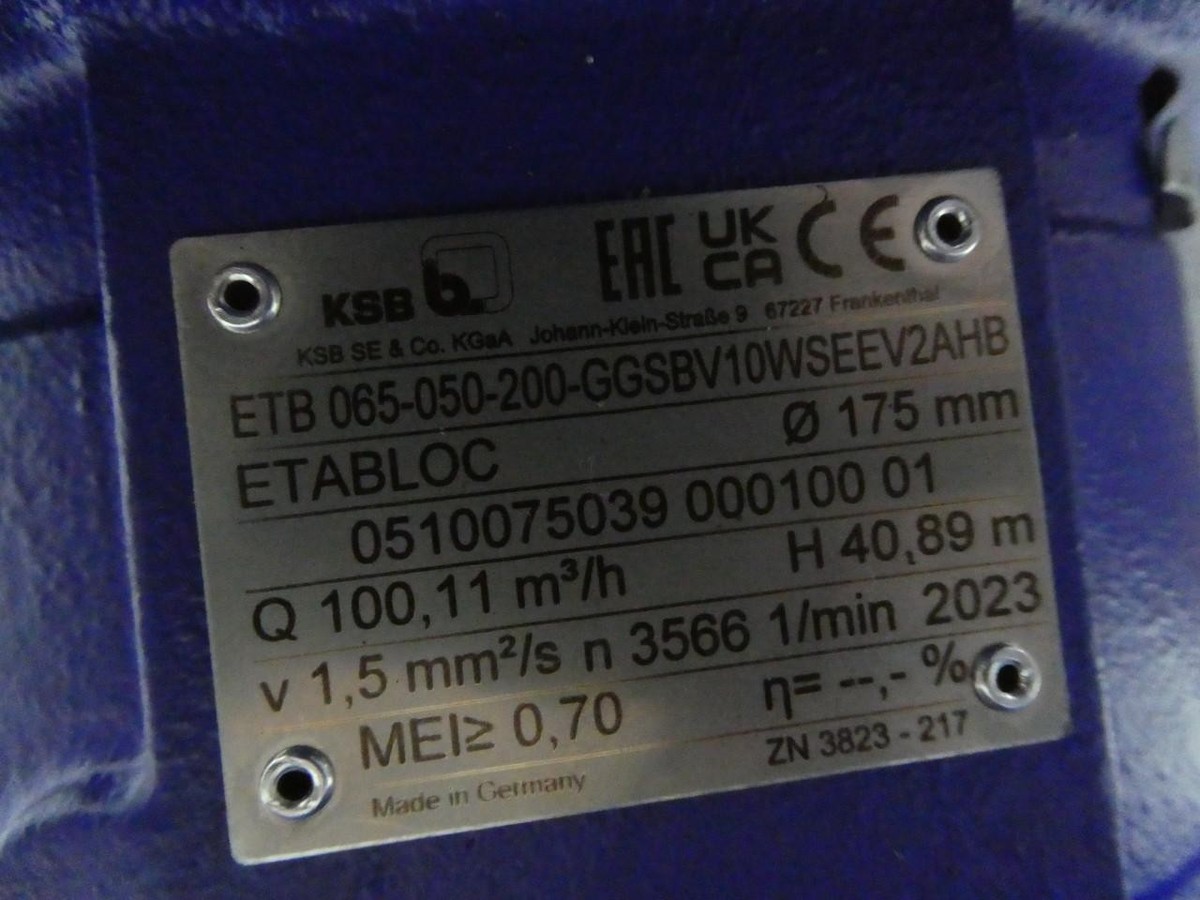 KSB b. EAC UK CA CE
KSB SE & Co. KGaA Johann-Klein-Straße 9 67227 Frankenthal
ETB 065-050-200-GGSBV10WSEEV2AHB
ETABLOC Ø 175 mm
0510075039 000100 01
Q 100,11 m³/h H 40,89 m
ν 1,5 mm²/s n 3566 1/min 2023
MEI≥ 0,70 η= --,- %
Made in Germany ZN 3823 - 217